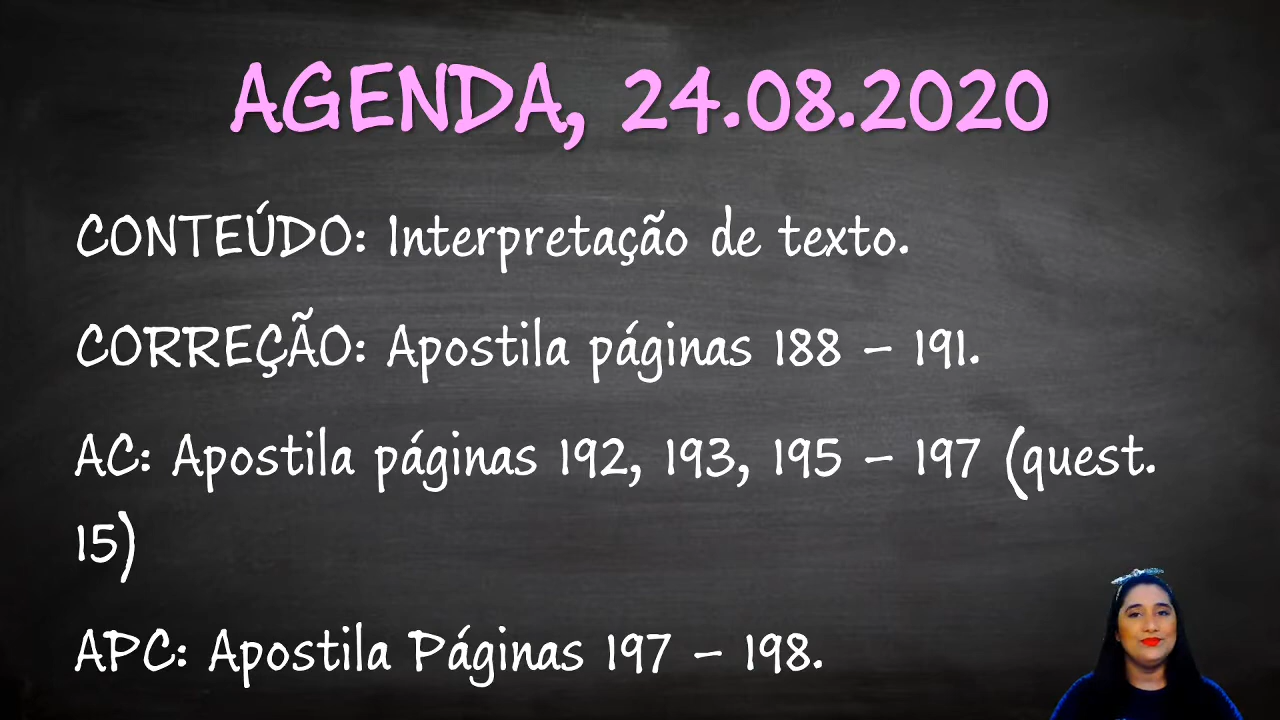 AGENDA, 24.08.2020
CONTEÚDO: Interpretação de texto.
CORREÇÃO: Apostila páginas 188 – 191.
AC: Apostila páginas 192, 193, 195 – 197 (quest.
15)
APC: Apostila Páginas 197 – 198.